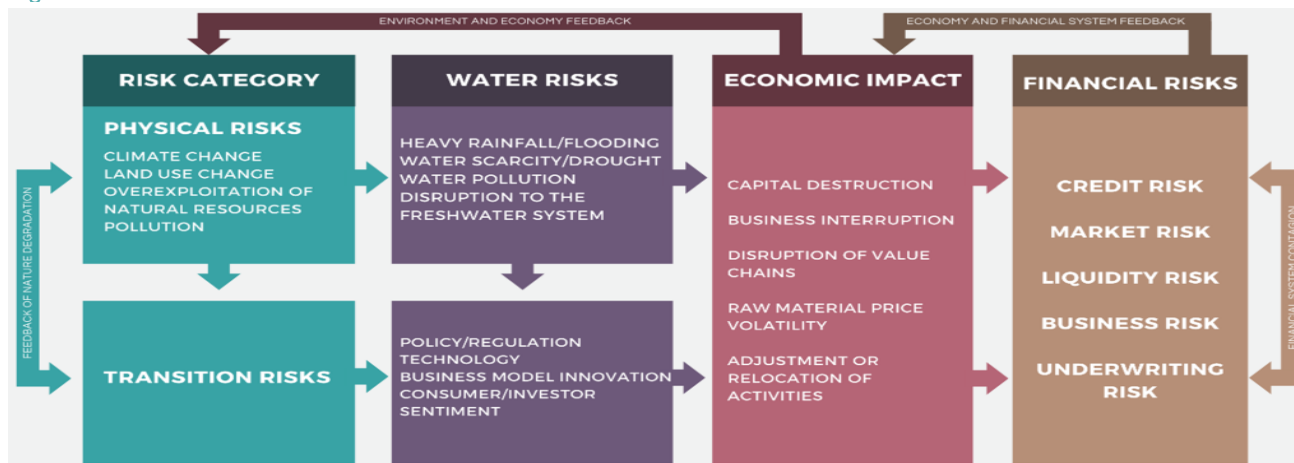 ENVIRONMENT AND ECONOMY FEEDBACK
ECONOMY AND FINANCIAL SYSTEM FEEDBACK
RISK CATEGORY
PHYSICAL RISKS
CLIMATE CHANGE
LAND USE CHANGE
OVEREXPLOITATION OF
NATURAL RESOURCES
POLLUTION
TRANSITION RISKS
FEEDBACK OF NATURE DEGRADATION
WATER RISKS
HEAVY RAINFALL/FLOODING
WATER SCARCITY/DROUGHT
WATER POLLUTION
DISRUPTION TO THE
FRESHWATER SYSTEM
POLICY/REGULATION
TECHNOLOGY
BUSINESS MODEL INNOVATION
CONSUMER/INVESTOR
SENTIMENT
ECONOMIC IMPACT
CAPITAL DESTRUCTION
BUSINESS INTERRUPTION
DISRUPTION OF VALUE
CHAINS
RAW MATERIAL PRICE
VOLATILITY
ADJUSTMENT OR
RELOCATION OF
ACTIVITIES
FINANCIAL RISKS
CREDIT RISK
MARKET RISK
LIQUIDITY RISK
BUSINESS RISK
UNDERWRITING
RISK
FINANCIAL SYSTEM CONTAGION